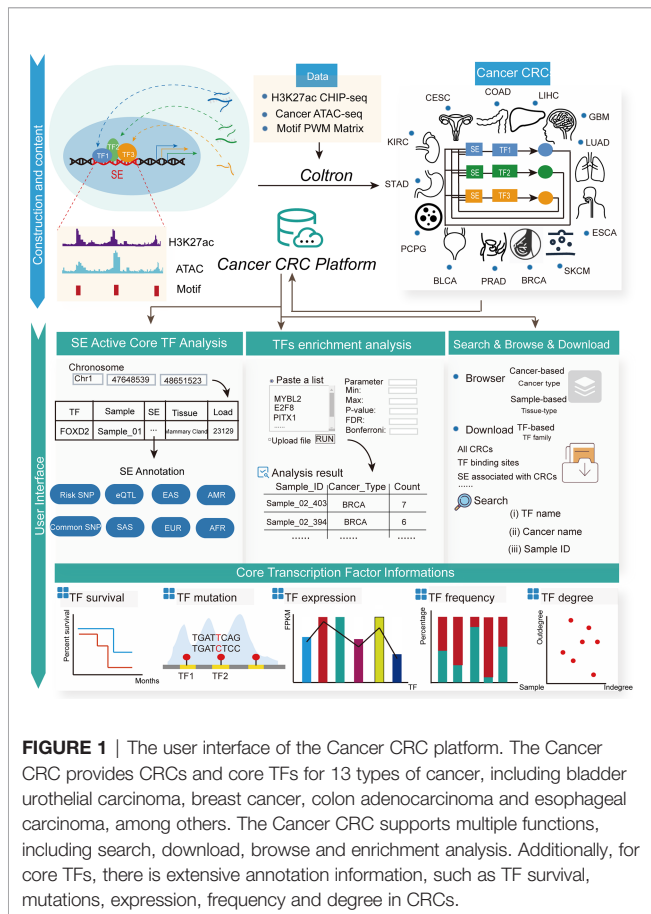 Construction and content
Data
H3K27ac CHIP-seq
Cancer ATAC-seq
Motif PWM Matrix
Coltron
TF1
TF2
TF3
SE
H3K27ac
ATAC
Motif
Cancer CRC Platform
Cancer CRC
CESC
COAD
LIHC
GBM
KIRC
LUAD
STAD
ESCA
PCPG
SKCM
BLCA
PRAD
BRCA
SE TF1
SE TF2
SE TF3
User Interface
SE Active Core TF Analysis
Chromosome
Chr1 47648539 48651523
TF Sample SE Tissue Load
FOXD2 Sample_01 ... Mammary Cland 23129
SE Annotation
Risk SNP eQTL EAS AMR
Common SNP SAS EUR AFR
TFs enrichment analysis
Paste a list
MYBL2
E2F8
PITX1
.....
Upload file RUN
Parameter
Min:
Max:
P-value:
FDR:
Bonferroni:
Analysis result
Sample_ID Cancer_Type Count
Sample_02_403 BRCA 7
Sample_02_394 BRCA 6
...... ...... ......
Search & Browse & Download
Browser
Cancer-based
Cancer type
Sample-based
Tissue-type
Download
TF-based
TF family
All CRCs
TF binding sites
SE associated with CRCs
......
Search
(i) TF name
(ii) Cancer name
(iii) Sample ID
Core Transcription Factor Informations
TF survival
Percent survival
Months
TF mutation
TGATTCAG
TGATCTCC
TF1 TF2
TF expression
FPKM
TF
TF frequency
Percentage
Sample
TF degree
Outdegree
Indegree
FIGURE 1 | The user interface of the Cancer CRC platform. The Cancer
CRC provides CRCs and core TFs for 13 types of cancer, including bladder
urothelial carcinoma, breast cancer, colon adenocarcinoma and esophageal
carcinoma, among others. The Cancer CRC supports multiple functions,
including search, download, browse and enrichment analysis. Additionally, for
core TFs, there is extensive annotation information, such as TF survival,
mutations, expression, frequency and degree in CRCs.